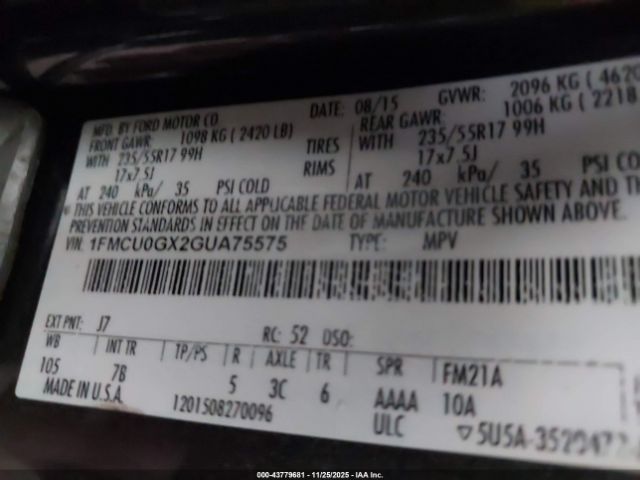 MFD. BY FORD MOTOR CO. DATE: 08/15 GVWR: 2096 KG ( 4620
FRONT GAWR: 1098 KG ( 2420 LB) REAR GAWR: 1006 KG ( 2218
WITH 235/55R17 99H TIRES WITH 235/55R17 99H
17x7.5J RIMS 17x7.5J
AT 240 kPa/ 35 PSI COLD AT 240 kPa/ 35 PSI CO
THIS VEHICLE CONFORMS TO ALL APPLICABLE FEDERAL MOTOR VEHICLE SAFETY AND
PREVENTION STANDARDS IN EFFECT ON THE DATE OF MANUFACTURE SHOWN ABOVE.
VIN: 1FMCU0GX2GUA75575 TYPE: MPV
EXT PNT: J7 RC: 52 DSO:
WB INT TR TP/PS R AXLE TR SPR FM21A
105 7B 5 3C 6 AAAA 10A
MADE IN U.S.A. 1201508270096 ULC 5U5A-3520472
000-43779681 - 11/25/2025 - IAA Inc.